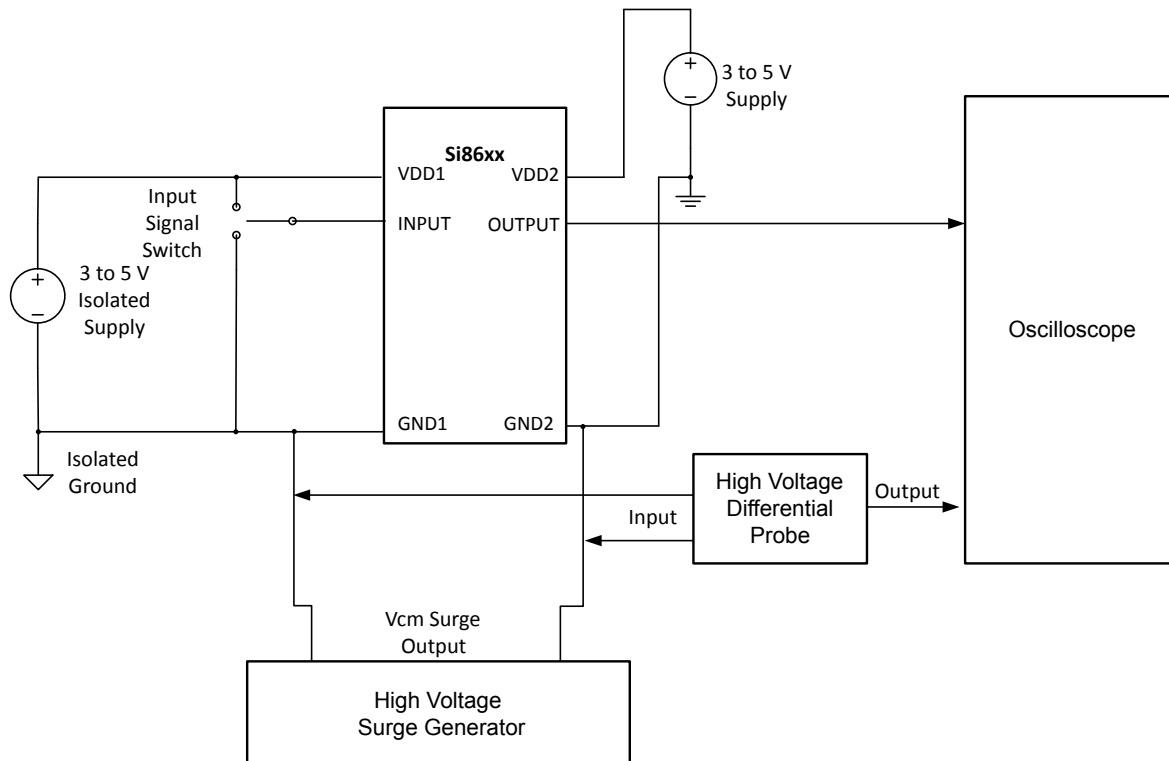 3 to 5 V
Supply
Si86xx
VDD1
VDD2
Input
Signal
Switch
INPUT
OUTPUT
3 to 5 V
Isolated
Supply
Oscilloscope
GND1
GND2
Isolated
Ground
High Voltage
Differential
Probe
Output
Input
Vcm Surge
Output
High Voltage
Surge Generator